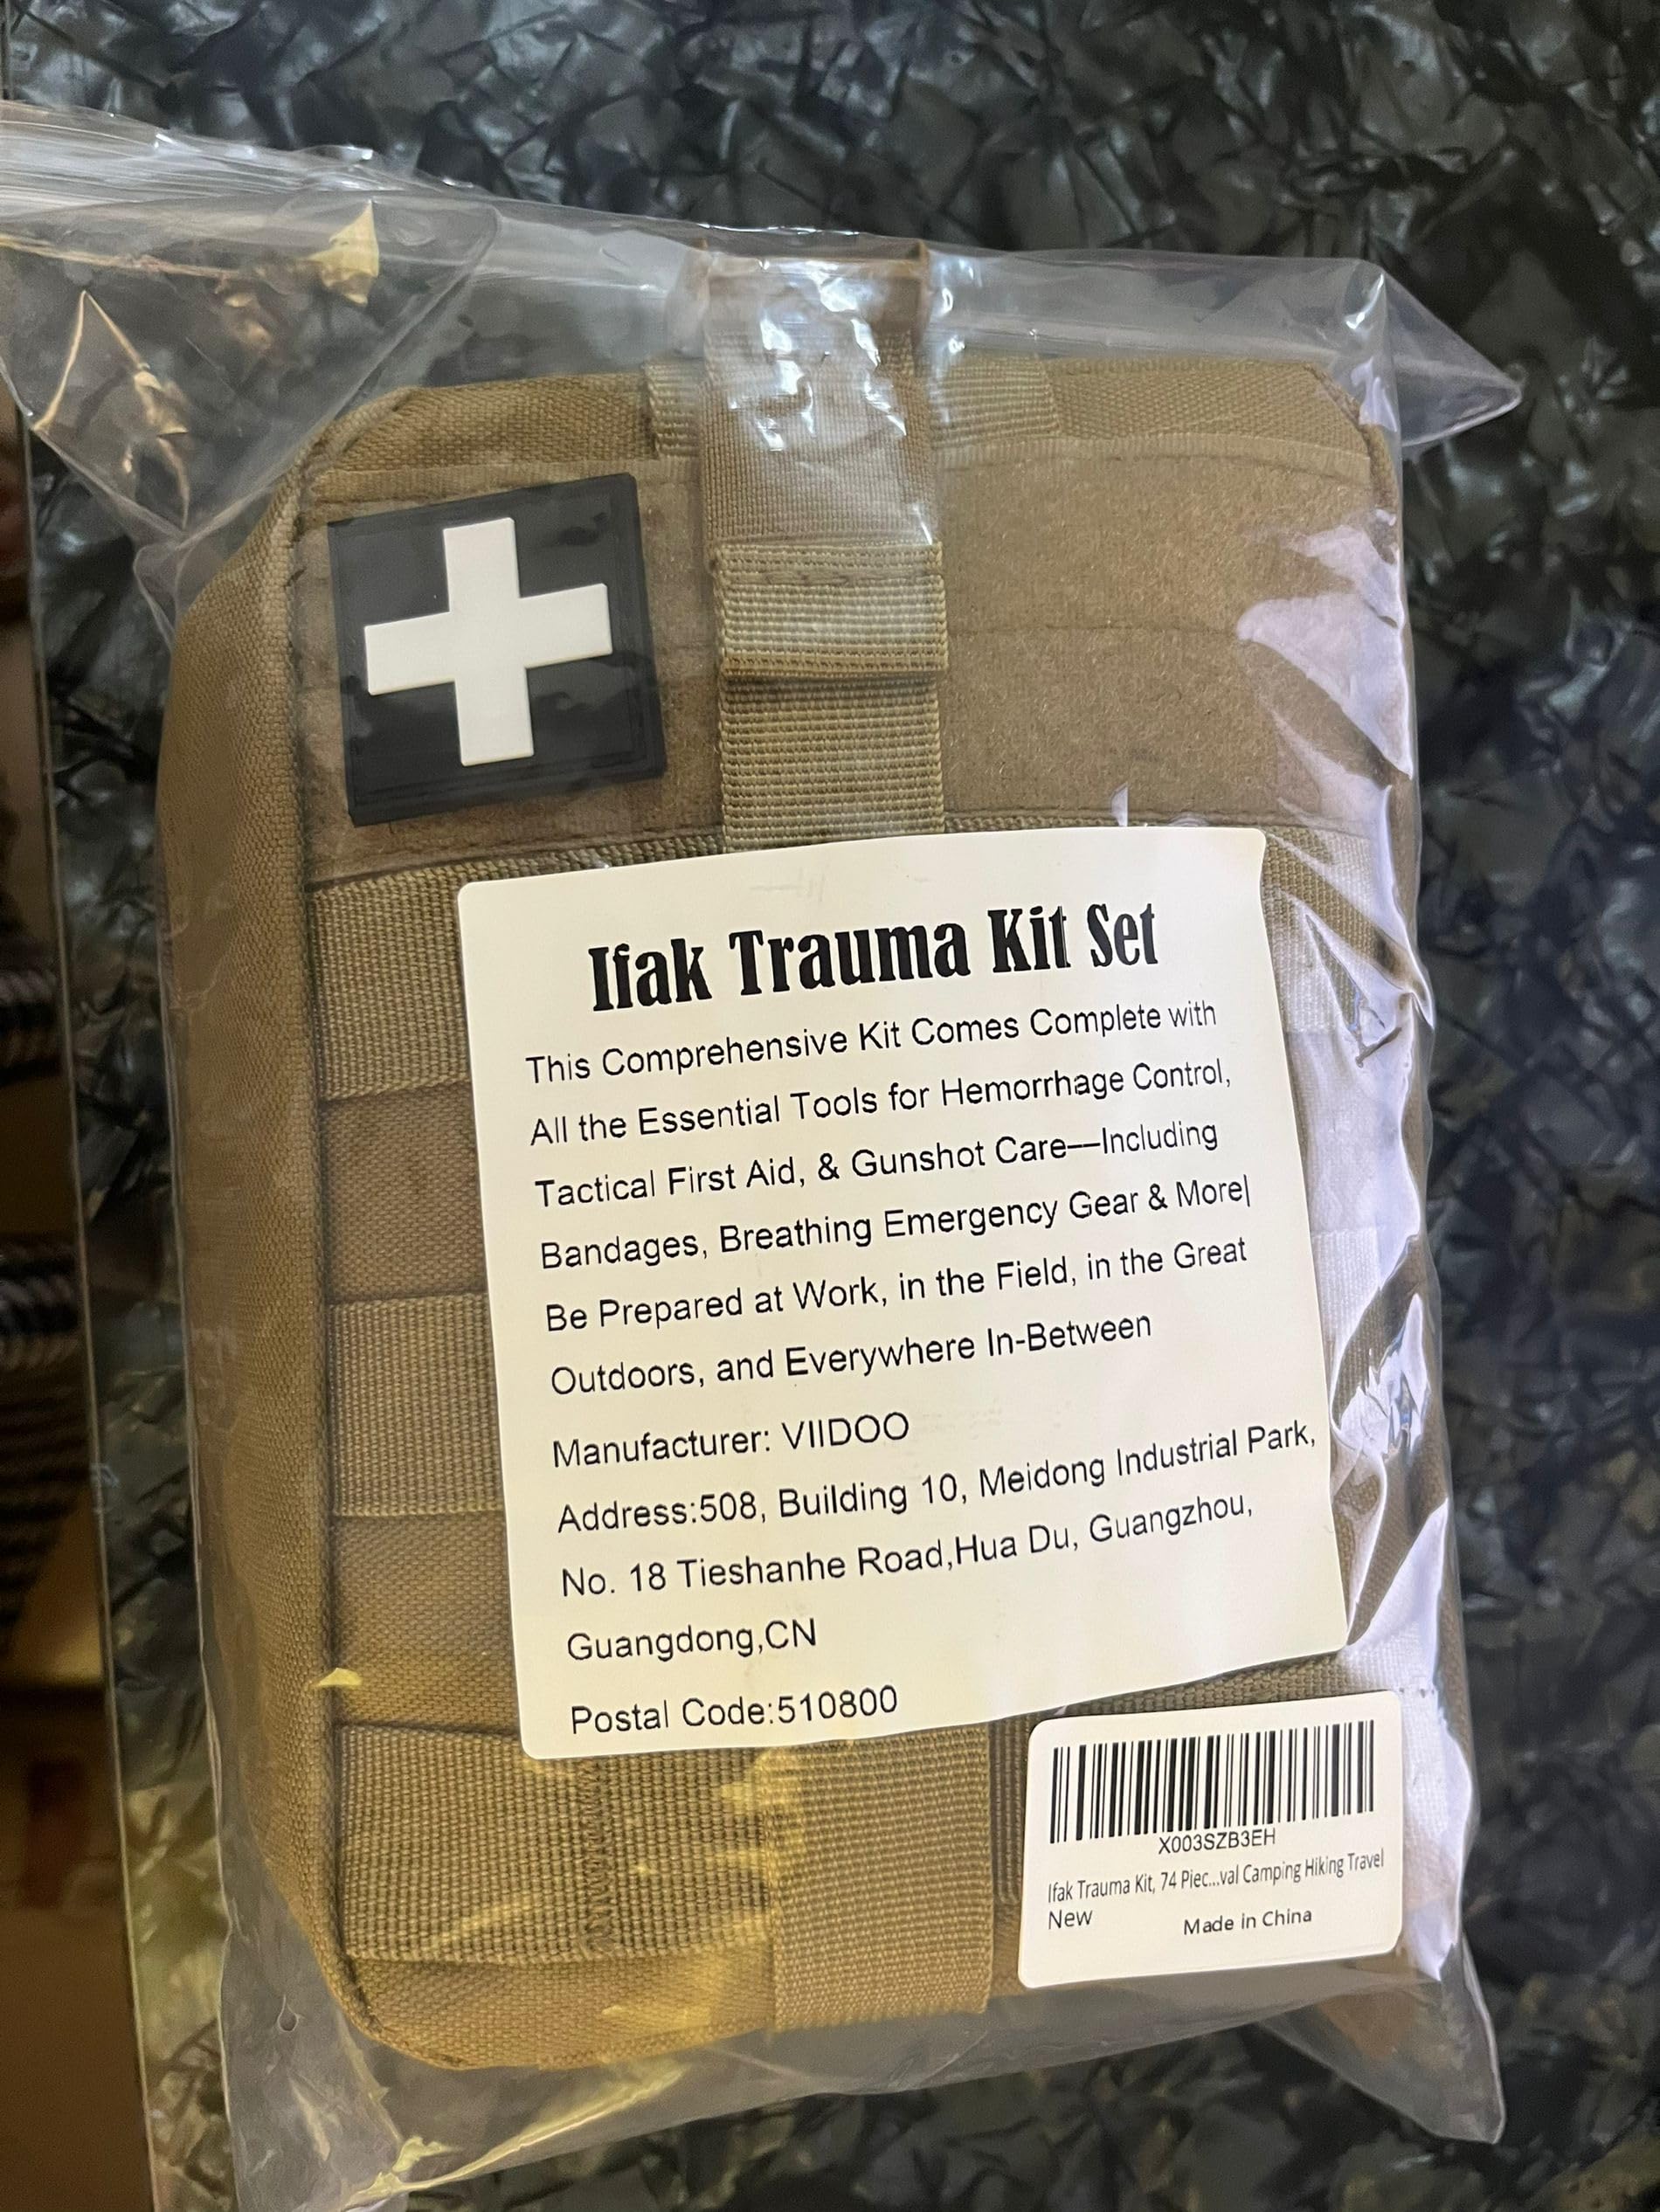 Ifak Trauma Kit Set
This Comprehensive Kit Comes Complete with
All the Essential Tools for Hemorrhage Control,
Tactical First Aid, & Gunshot Care—Including
Bandages, Breathing Emergency Gear & More|
Be Prepared at Work, in the Field, in the Great
Outdoors, and Everywhere In-Between
Manufacturer: VIIDOO
Address:508, Building 10, Meidong Industrial Park,
No. 18 Tieshanhe Road,Hua Du, Guangzhou,
Guangdong,CN
Postal Code:510800
X003SZB3EH
Ifak Trauma Kit, 74 Piec...val Camping Hiking Travel
New
Made in China